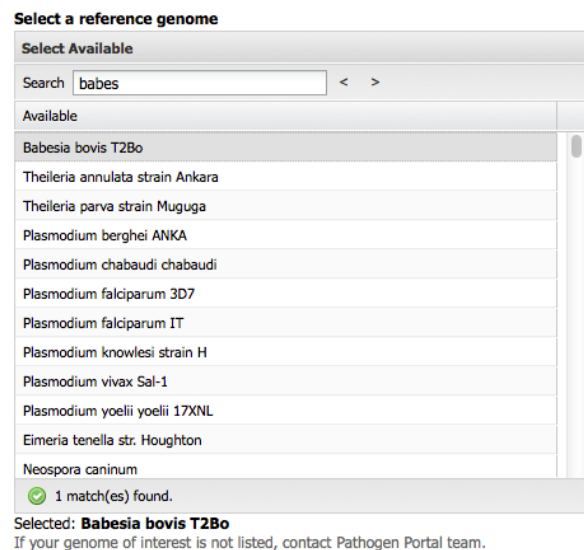 Select a reference genome
Select Available
Search babes < >
Available
Babesia bovis T2Bo
Theileria annulata strain Ankara
Theileria parva strain Muguga
Plasmodium berghei ANKA
Plasmodium chabaudi chabaudi
Plasmodium falciparum 3D7
Plasmodium falciparum IT
Plasmodium knowlesi strain H
Plasmodium vivax Sal-1
Plasmodium yoelii yoelii 17XNL
Eimeria tenella str. Houghton
Neospora caninum
1 match(es) found.
Selected: Babesia bovis T2Bo
If your genome of interest is not listed, contact Pathogen Portal team.